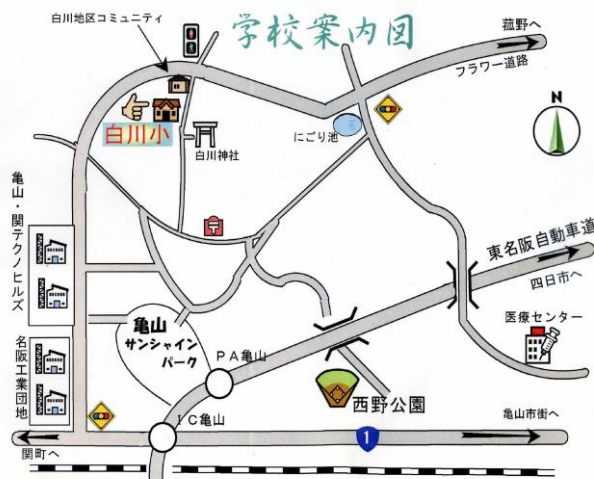 学校案内図
白川地区コミュニティ
菰野へ
フラワー道路
N
白川小
白川神社
にごり池
〒
亀山・関テクノヒルズ
東名阪自動車道
四日市へ
医療センター
亀山
サンシャイン
パーク
PA亀山
名阪工業団地
西野公園
IC亀山
1
亀山市街へ
関町へ